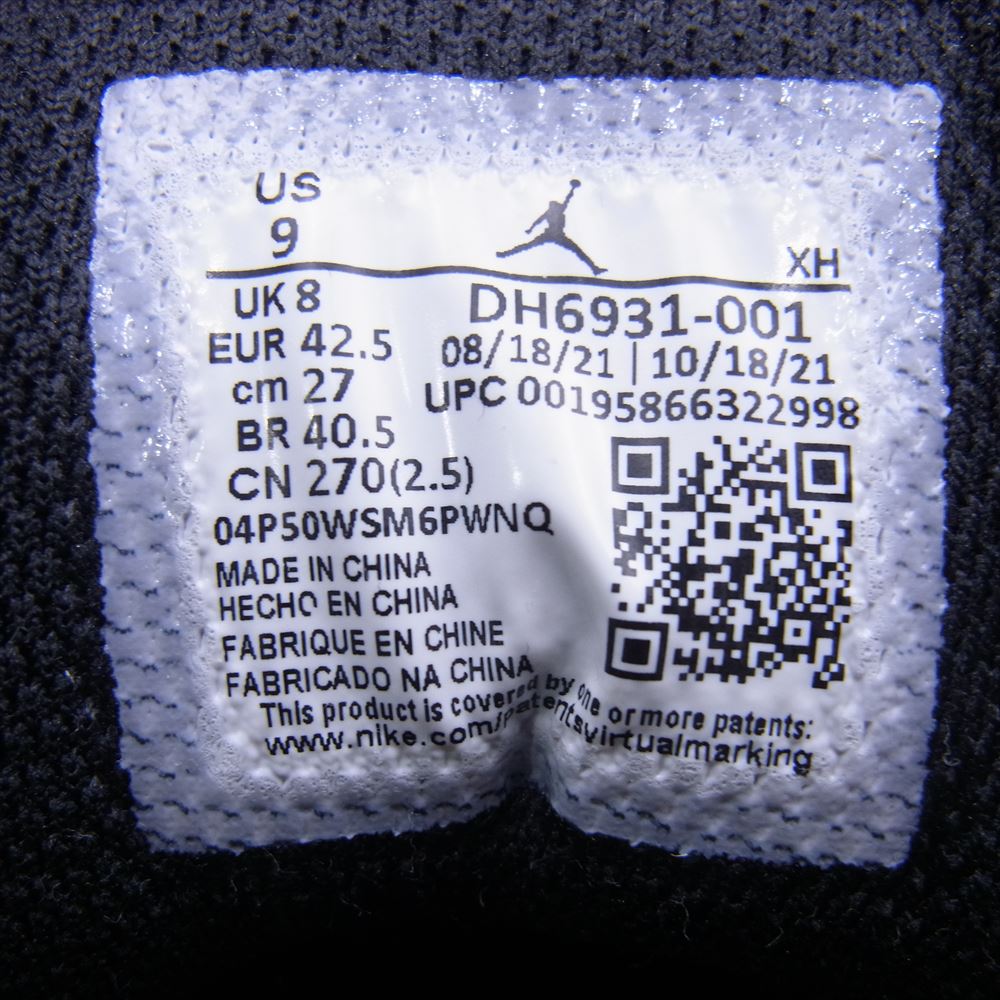 US
9
XH
UK 8
EUR 42.5
cm 27
BR 40.5
CN 270(2.5)
DH6931-001
08/18/21 | 10/18/21
UPC 00195866322998
04P50WSM6PWNQ
MADE IN CHINA
HECHO EN CHINA
FABRIQUE EN CHINE
FABRICADO NA CHINA
This product is covered by one or more patents:
www.nike.com/patentsvirtualmarking